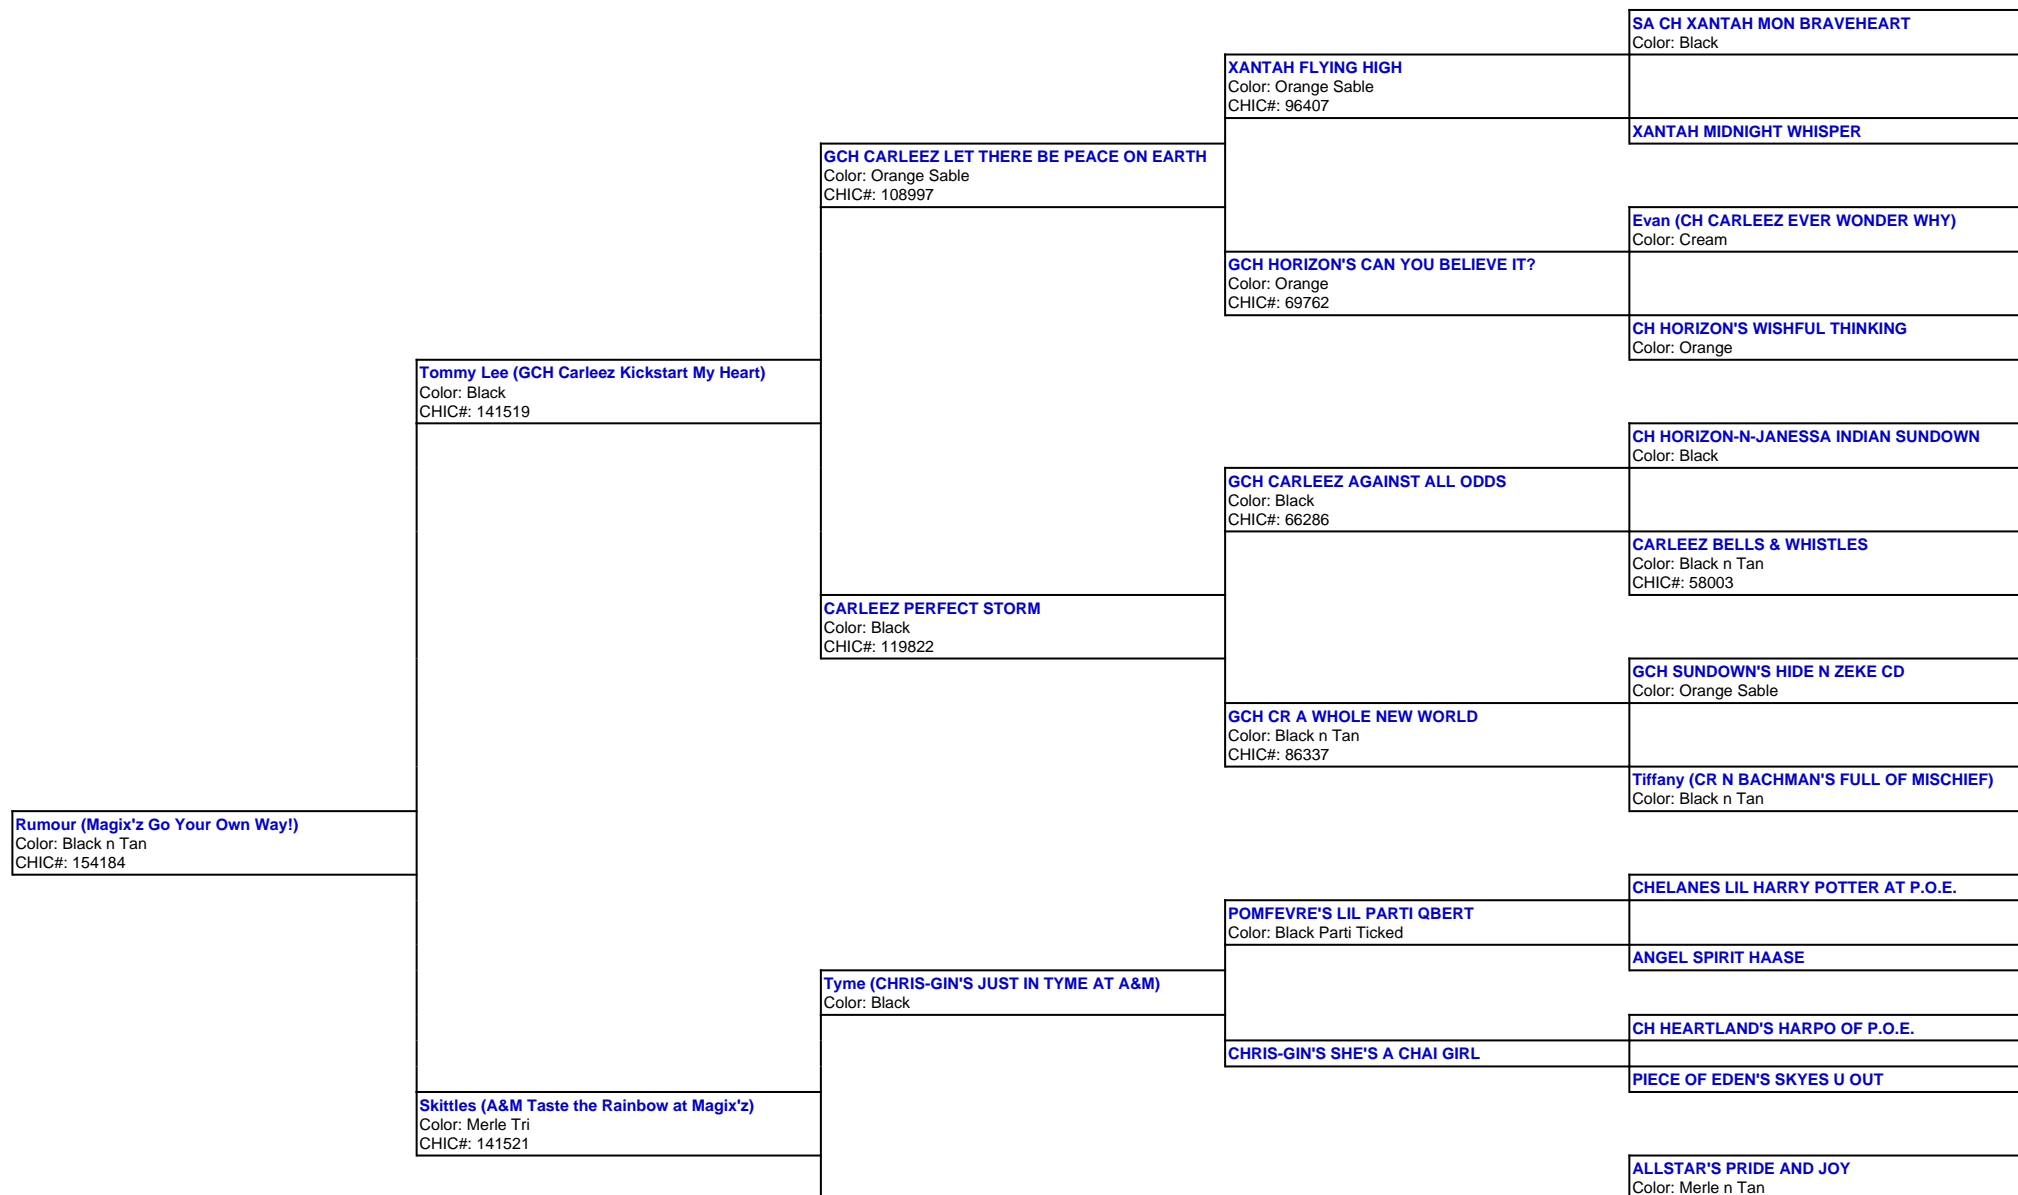 SA CH XANTAH MON BRAVEHEART
Color: Black
XANTAH FLYING HIGH
Color: Orange Sable
CHIC#: 96407
XANTAH MIDNIGHT WHISPER
GCH CARLEEZ LET THERE BE PEACE ON EARTH
Color: Orange Sable
CHIC#: 108997
Evan (CH CARLEEZ EVER WONDER WHY)
Color: Cream
GCH HORIZON'S CAN YOU BELIEVE IT?
Color: Orange
CHIC#: 69762
CH HORIZON'S WISHFUL THINKING
Color: Orange
Tommy Lee (GCH Carleez Kickstart My Heart)
Color: Black
CHIC#: 141519
CH HORIZON-N-JANESSA INDIAN SUNDOWN
Color: Black
GCH CARLEEZ AGAINST ALL ODDS
Color: Black
CHIC#: 66286
CARLEEZ BELLS & WHISTLES
Color: Black n Tan
CHIC#: 58003
CARLEEZ PERFECT STORM
Color: Black
CHIC#: 119822
GCH SUNDOWN'S HIDE N ZEKE CD
Color: Orange Sable
GCH CR A WHOLE NEW WORLD
Color: Black n Tan
CHIC#: 86337
Tiffany (CR N BACHMAN'S FULL OF MISCHIEF)
Color: Black n Tan
Rumour (Magix'z Go Your Own Way!)
Color: Black n Tan
CHIC#: 154184
CHELANES LIL HARRY POTTER AT P.O.E.
POMFEVRE'S LIL PARTI QBERT
Color: Black Parti Ticked
ANGEL SPIRIT HAASE
Tyme (CHRIS-GIN'S JUST IN TYME AT A&M)
Color: Black
CH HEARTLAND'S HARPO OF P.O.E.
CHRIS-GIN'S SHE'S A CHAI GIRL
PIECE OF EDEN'S SKYES U OUT
Skittles (A&M Taste the Rainbow at Magix'z)
Color: Merle Tri
CHIC#: 141521
ALLSTAR'S PRIDE AND JOY
Color: Merle n Tan